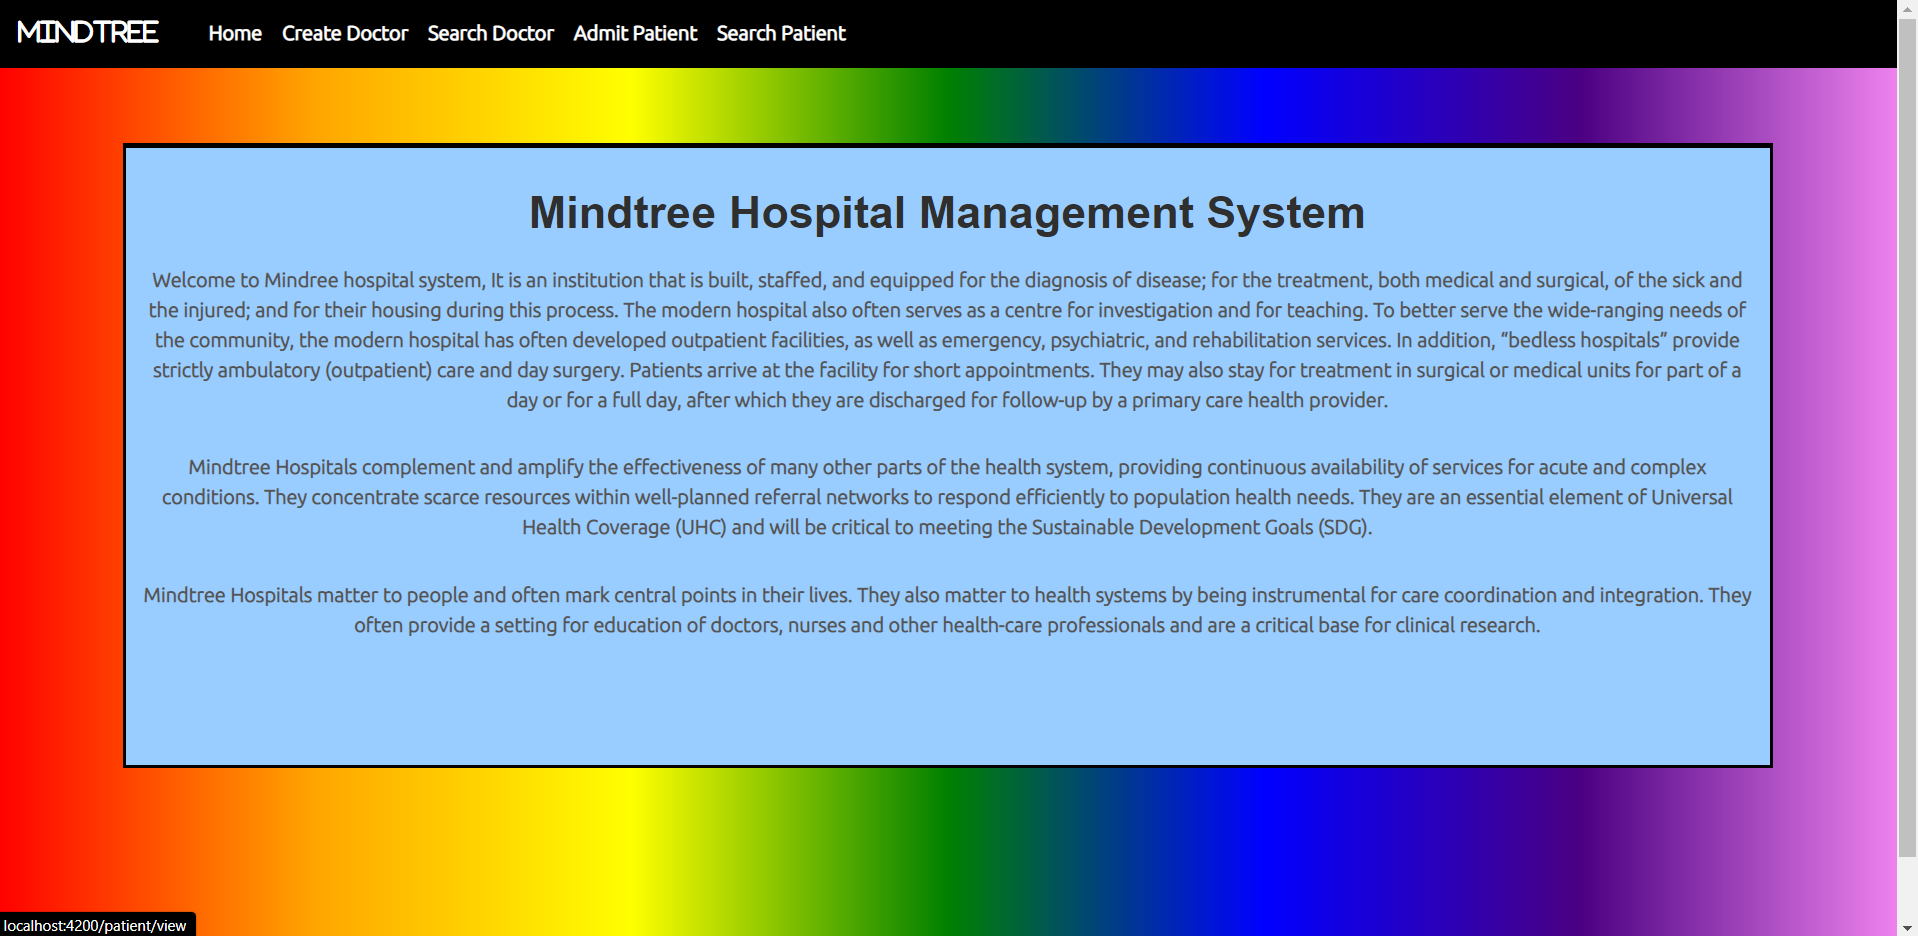 MINDTREE
Home Create Doctor Search Doctor Admit Patient Search Patient
Mindtree Hospital Management System
Welcome to Mindree hospital system, It is an institution that is built, staffed, and equipped for the diagnosis of disease; for the treatment, both medical and surgical, of the sick and
the injured; and for their housing during this process. The modern hospital also often serves as a centre for investigation and for teaching. To better serve the wide-ranging needs of
the community, the modern hospital has often developed outpatient facilities, as well as emergency, psychiatric, and rehabilitation services. In addition, “bedless hospitals” provide
strictly ambulatory (outpatient) care and day surgery. Patients arrive at the facility for short appointments. They may also stay for treatment in surgical or medical units for part of a
day or for a full day, after which they are discharged for follow-up by a primary care health provider.
Mindtree Hospitals complement and amplify the effectiveness of many other parts of the health system, providing continuous availability of services for acute and complex
conditions. They concentrate scarce resources within well-planned referral networks to respond efficiently to population health needs. They are an essential element of Universal
Health Coverage (UHC) and will be critical to meeting the Sustainable Development Goals (SDG).
Mindtree Hospitals matter to people and often mark central points in their lives. They also matter to health systems by being instrumental for care coordination and integration. They
often provide a setting for education of doctors, nurses and other health-care professionals and are a critical base for clinical research.
localhost:4200/patient/view